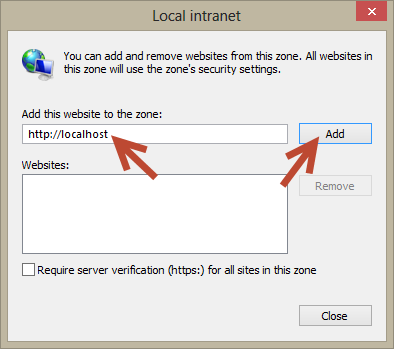 Local intranet
You can add and remove websites from this zone. All websites in
this zone will use the zone's security settings.
Add this website to the zone:
http://localhost
Add
Websites:
Remove
Require server verification (https:) for all sites in this zone
Close